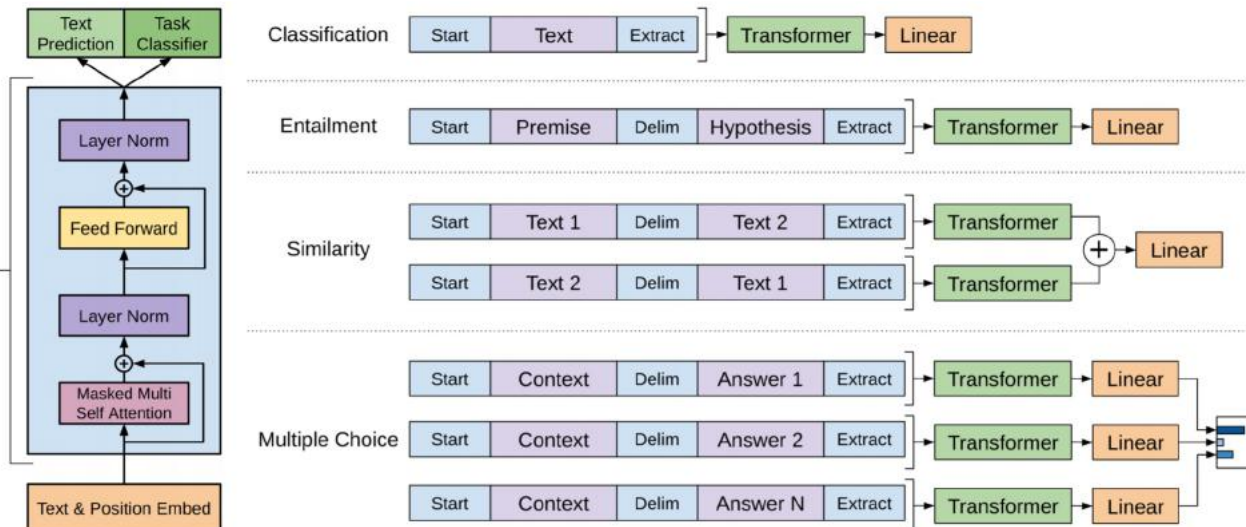 Text
Prediction
Task
Classifier
Layer Norm
+
Feed Forward
Layer Norm
+
Masked Multi
Self Attention
Text & Position Embed
Classification
Start Text Extract Transformer Linear
Entailment
Start Premise Delim Hypothesis Extract Transformer Linear
Similarity
Start Text 1 Delim Text 2 Extract Transformer
+ Linear
Start Text 2 Delim Text 1 Extract Transformer
Multiple Choice
Start Context Delim Answer 1 Extract Transformer Linear
Start Context Delim Answer 2 Extract Transformer Linear
Start Context Delim Answer N Extract Transformer Linear